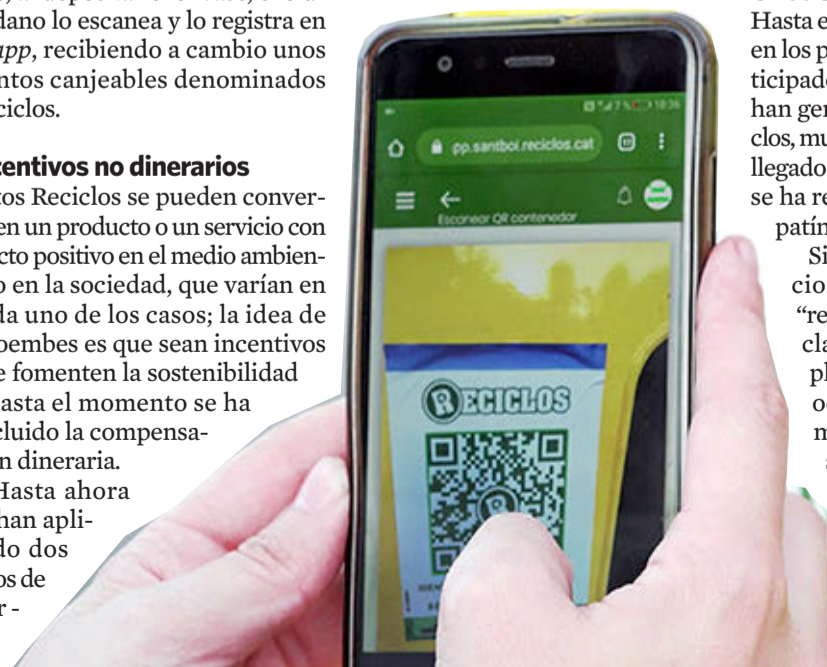 dano lo escanea y lo registra en
app, recibiendo a cambio unos
ntos canjeables denominados
ciclos.
centivos no dinerarios
tos Reciclos se pueden conver-
en un producto o un servicio con
cto positivo en el medio ambien-
o en la sociedad, que varían en
da uno de los casos; la idea de
oembes es que sean incentivos
e fomenten la sostenibilidad
asta el momento se ha
cluido la compensa-
n dineraria.
Hasta ahora
han apli-
do dos
os de
r-
18:36
pp.santboi.reciclos.cat
Escanear QR contenedor
RECICLOS
R
Hasta e
en los p
ticipado
han gen
clos, mu
llegado
se ha re
patín
Si
cio
“re
cla
pl
oc
m